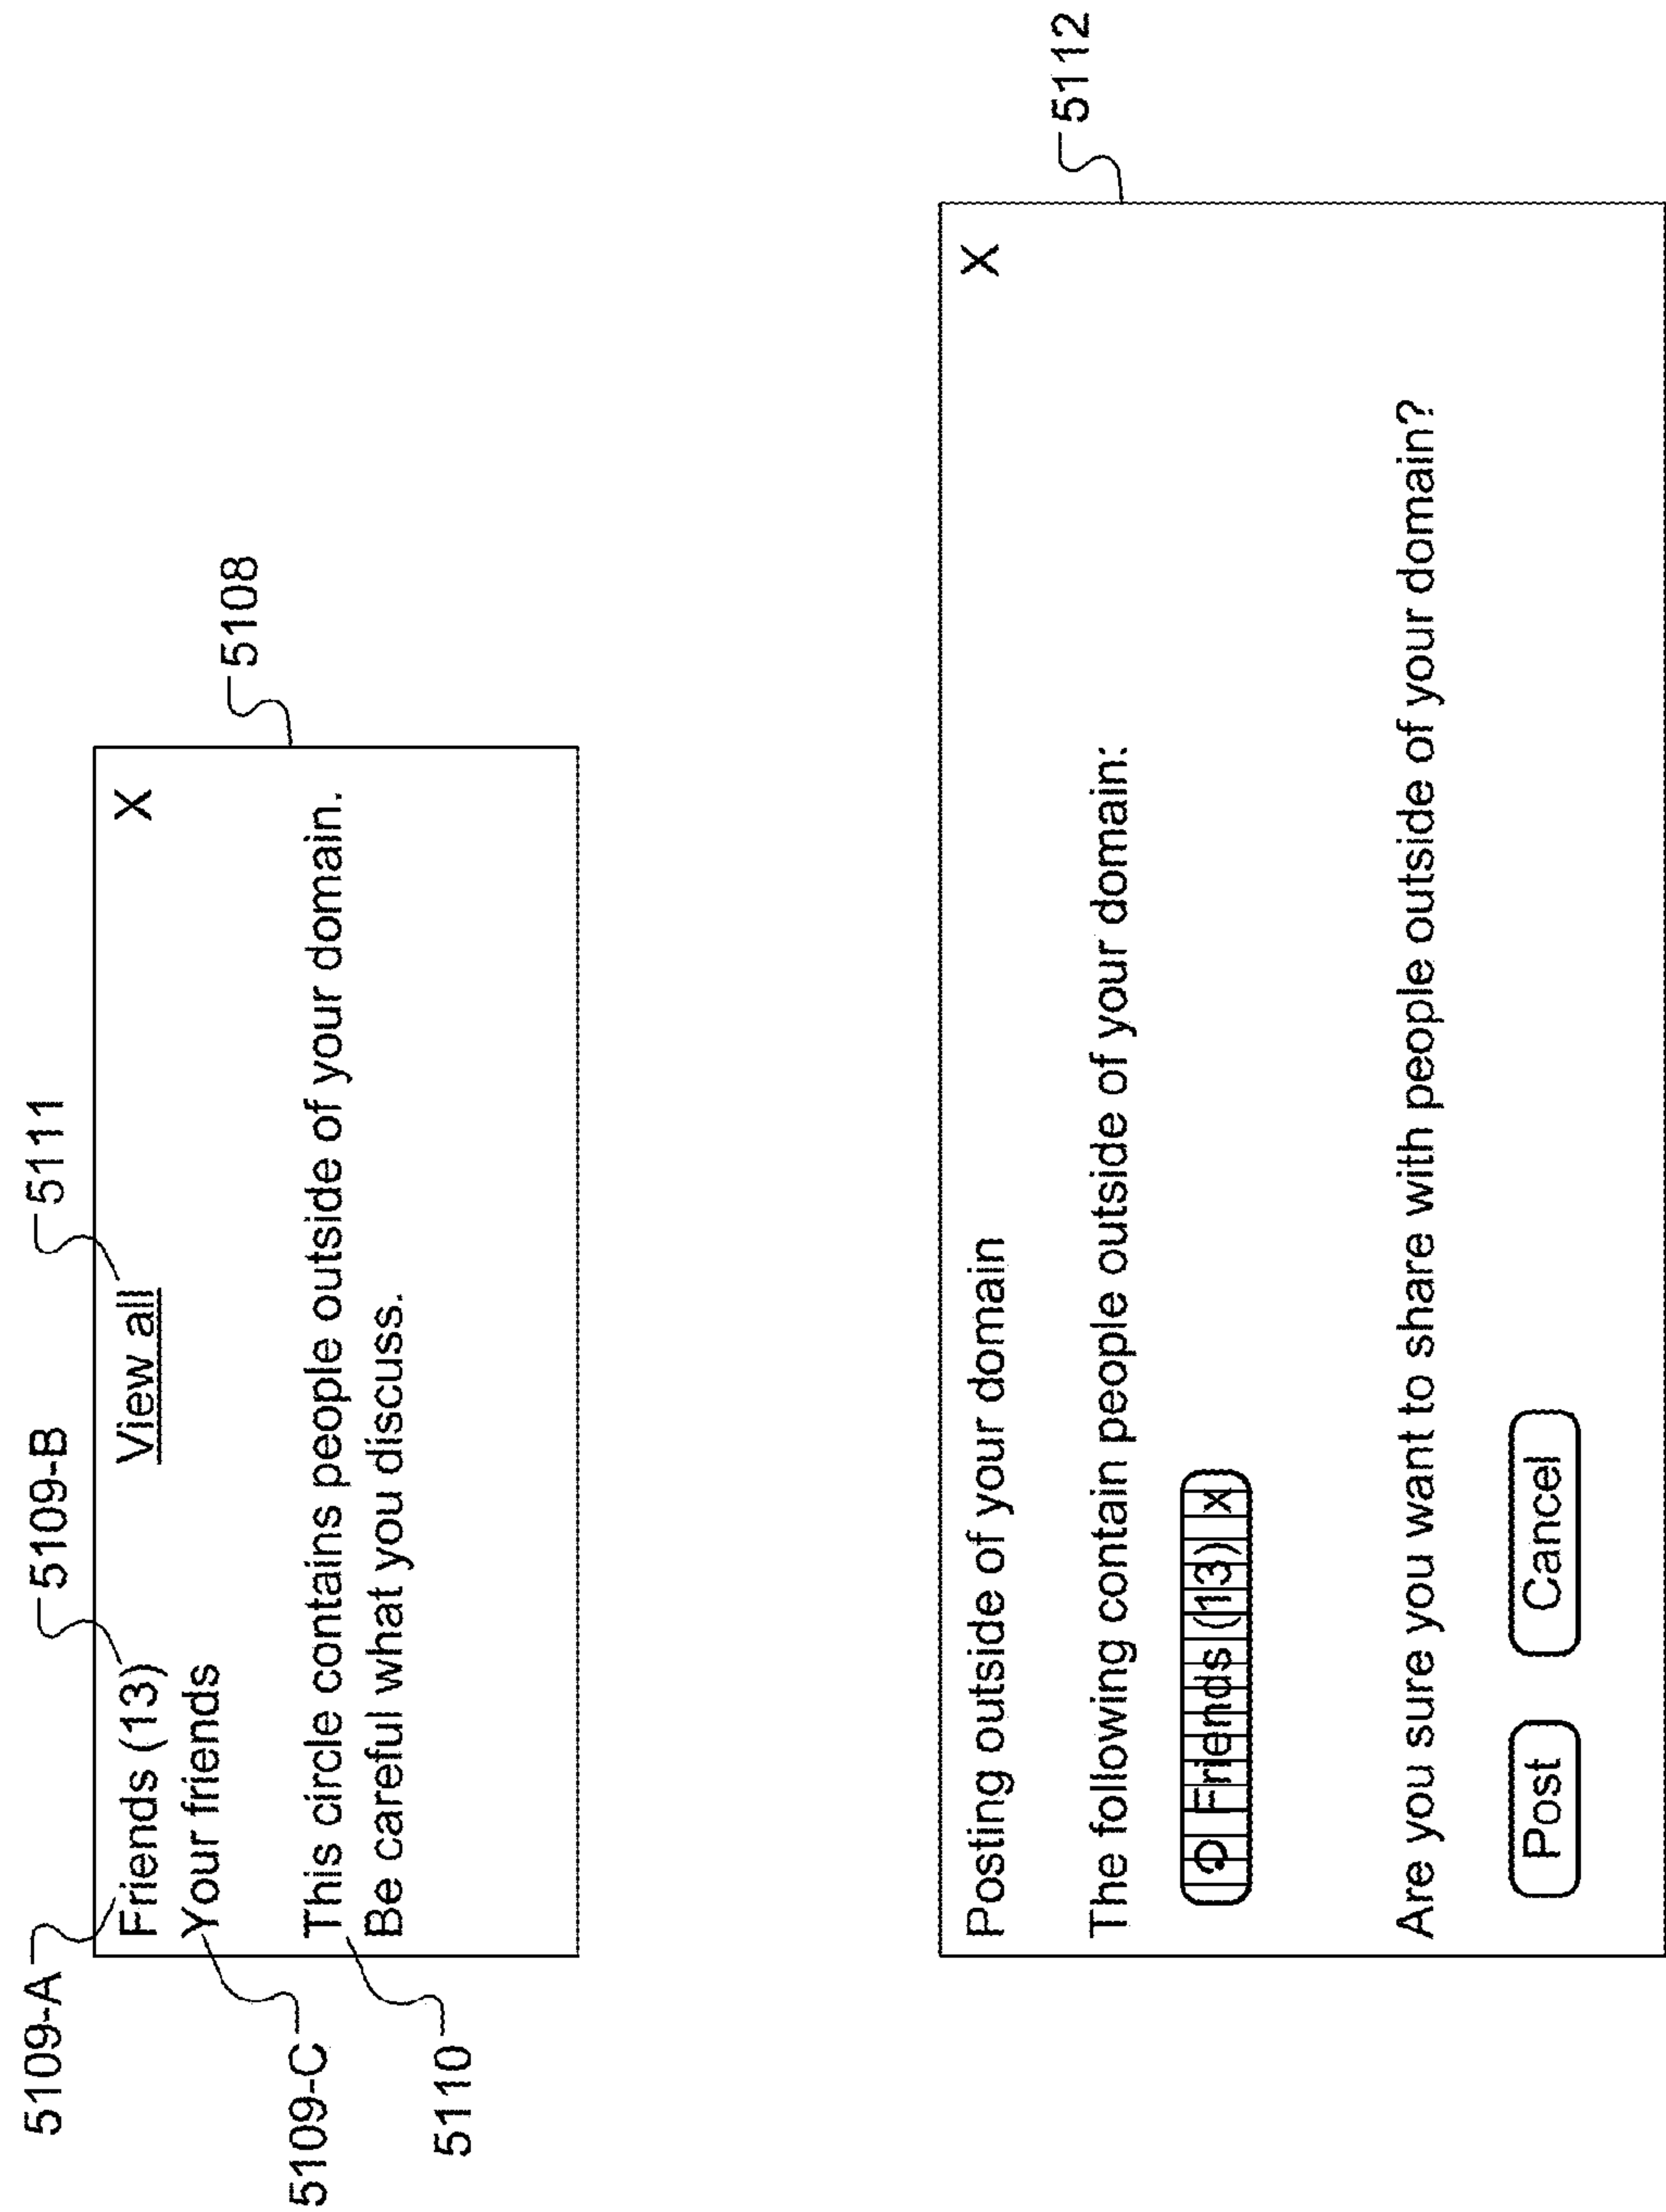 5109-A
5109-B
5111
Friends (13)
View all
X
Your friends
5108
5109-C
This circle contains people outside of your domain.
Be careful what you discuss.
5110
Posting outside of your domain
X
5112
The following contain people outside of your domain:
Friends (13) x
Are you sure you want to share with people outside of your domain?
Post
Cancel